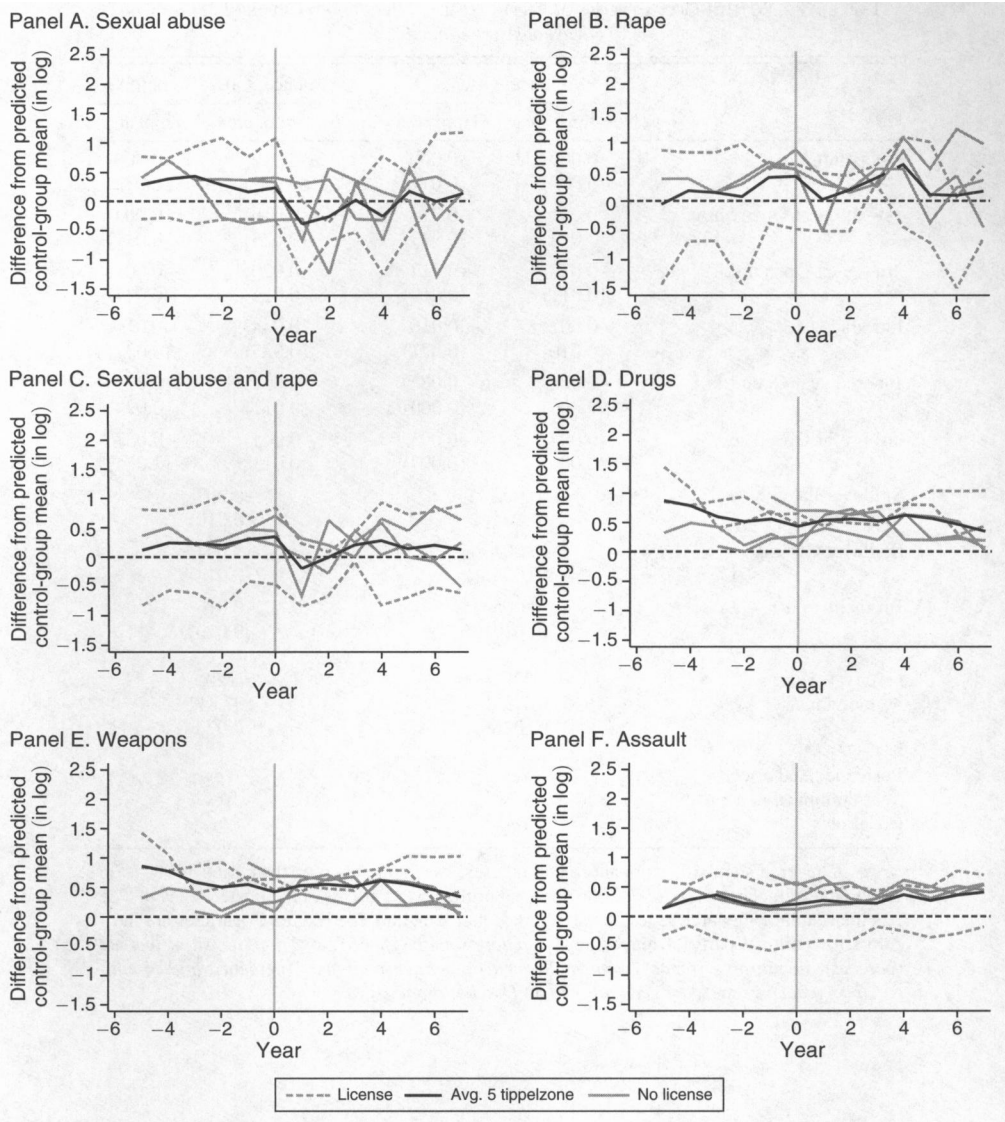 Panel A. Sexual abuse
Difference from predicted
control-group mean (in log)
2.5
2
1.5
1
0.5
0
−0.5
−1
−1.5
−6 −4 −2 0 2 4 6
Year
Panel B. Rape
Difference from predicted
control-group mean (in log)
2.5
2
1.5
1
0.5
0
−0.5
−1
−1.5
−6 −4 −2 0 2 4 6
Year
Panel C. Sexual abuse and rape
Difference from predicted
control-group mean (in log)
2.5
2
1.5
1
0.5
0
−0.5
−1
−1.5
−6 −4 −2 0 2 4 6
Year
Panel D. Drugs
Difference from predicted
control-group mean (in log)
2.5
2
1.5
1
0.5
0
−0.5
−1
−1.5
−6 −4 −2 0 2 4 6
Year
Panel E. Weapons
Difference from predicted
control-group mean (in log)
2.5
2
1.5
1
0.5
0
−0.5
−1
−1.5
−6 −4 −2 0 2 4 6
Year
Panel F. Assault
Difference from predicted
control-group mean (in log)
2.5
2
1.5
1
0.5
0
−0.5
−1
−1.5
−6 −4 −2 0 2 4 6
Year
License Avg. 5 tippelzone No license